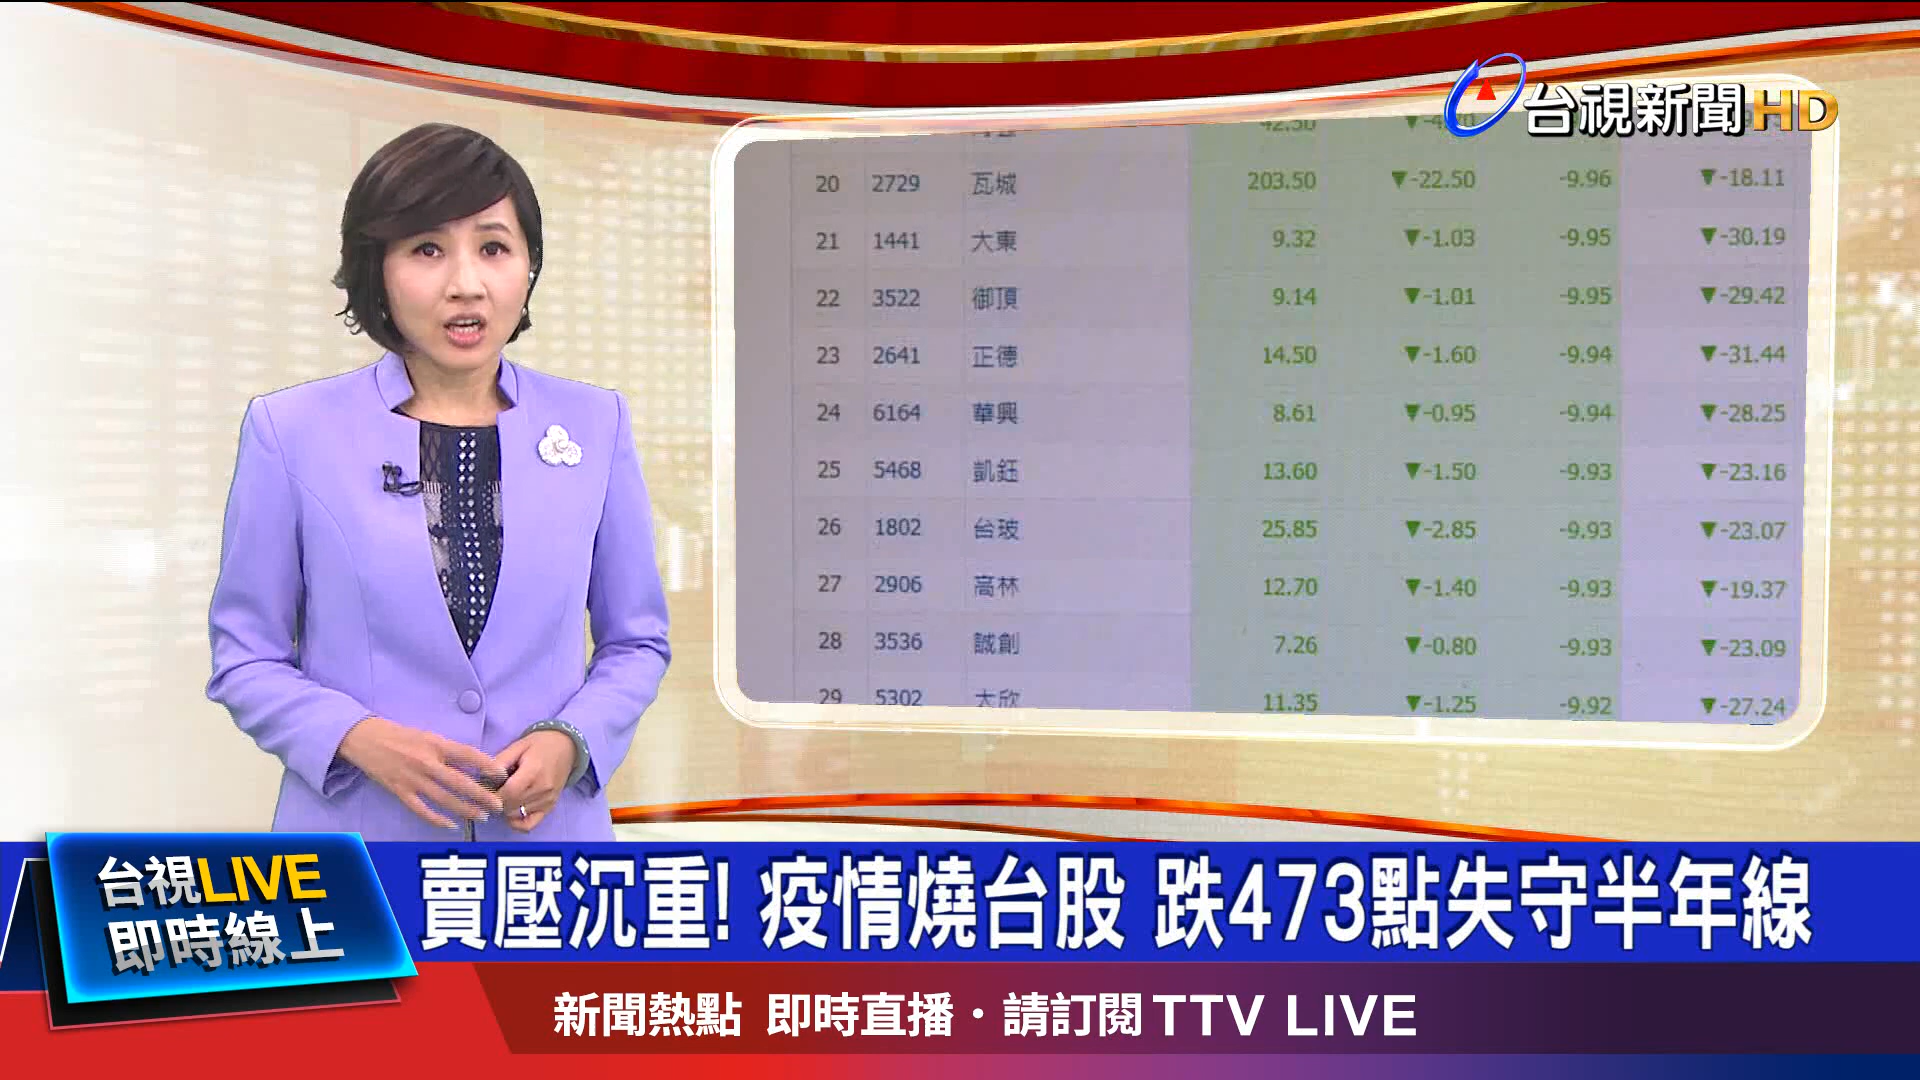 台視新聞HD
42.50
20 2729 瓦城 203.50 ▼-22.50 -9.96 ▼-18.11
21 1441 大東 9.32 ▼-1.03 -9.95 ▼-30.19
22 3522 御頂 9.14 ▼-1.01 -9.95 ▼-29.42
23 2641 正德 14.50 ▼-1.60 -9.94 ▼-31.44
24 6164 華興 8.61 ▼-0.95 -9.94 ▼-28.25
25 5468 凱鈺 13.60 ▼-1.50 -9.93 ▼-23.16
26 1802 台玻 25.85 ▼-2.85 -9.93 ▼-23.07
27 2906 高林 12.70 ▼-1.40 -9.93 ▼-19.37
28 3536 誠創 7.26 ▼-0.80 -9.93 ▼-23.09
29 5302 太欣 11.35 ▼-1.25 -9.92 ▼-27.24
台視LIVE
即時線上
賣壓沉重! 疫情燒台股 跌473點失守半年線
新聞熱點 即時直播・請訂閱TTV LIVE